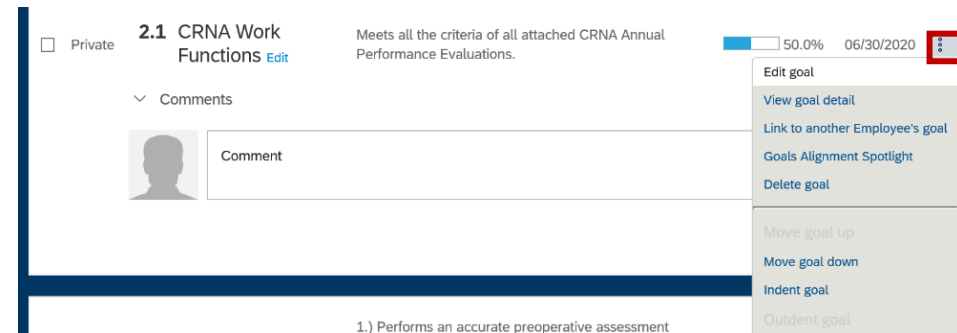 Private
2.1 CRNA Work
Functions Edit
Meets all the criteria of all attached CRNA Annual
Performance Evaluations.
50.0%
06/30/2020
Comments
Comment
Edit goal
View goal detail
Link to another Employee's goal
Goals Alignment Spotlight
Delete goal
Move goal up
Move goal down
Indent goal
Outdent goal
1.) Performs an accurate preoperative assessment